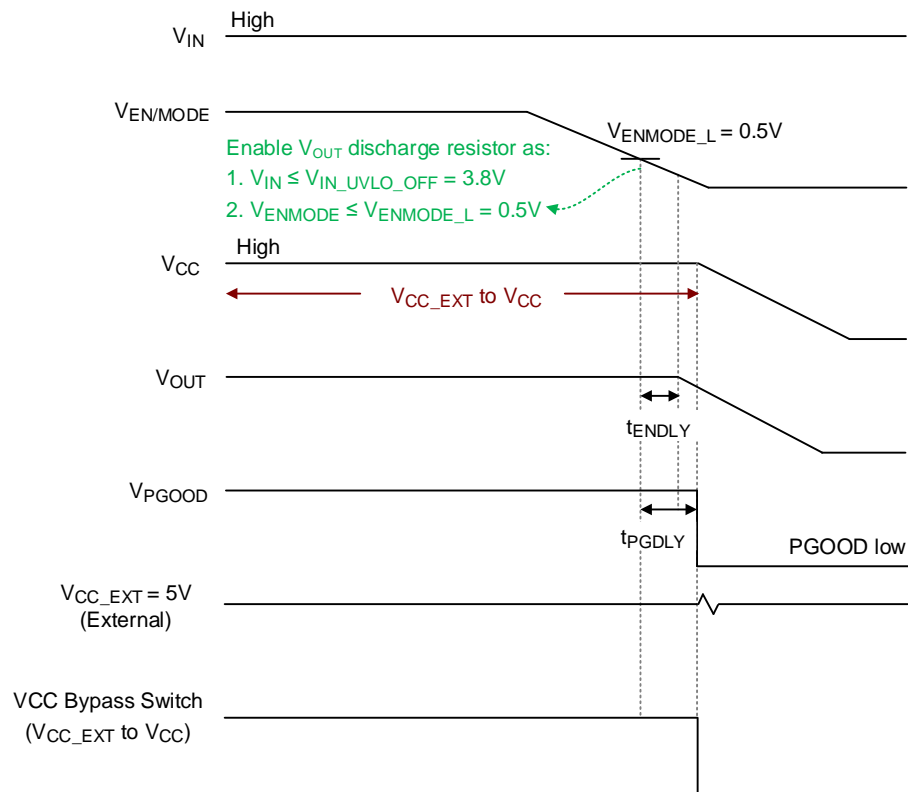 High
VIN
VEN/MODE
VENMODE_L = 0.5V
Enable VOUT discharge resistor as:
1. VIN ≤ VIN_UVLO_OFF = 3.8V
2. VENMODE ≤ VENMODE_L = 0.5V
High
VCC
VCC_EXT to VCC
VOUT
tENDLY
VPGOOD
tPGDLY
PGOOD low
VCC_EXT = 5V
(External)
VCC Bypass Switch
(VCC_EXT to VCC)